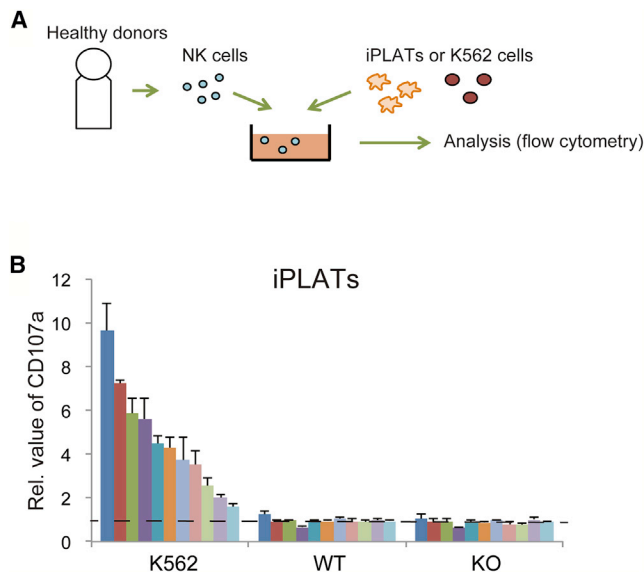 A
Healthy donors
NK cells
iPLATs or K562 cells
Analysis (flow cytometry)
B
iPLATs
Rel. value of CD107a
12
10
8
6
4
2
0
K562
WT
KO